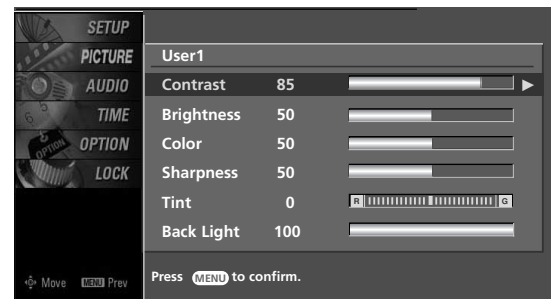 SETUP
PICTURE
AUDIO
TIME
OPTION
LOCK
Move MENU Prev
User1
Contrast 85
Brightness 50
Color 50
Sharpness 50
Tint 0 R G
Back Light 100
Press MENU to confirm.